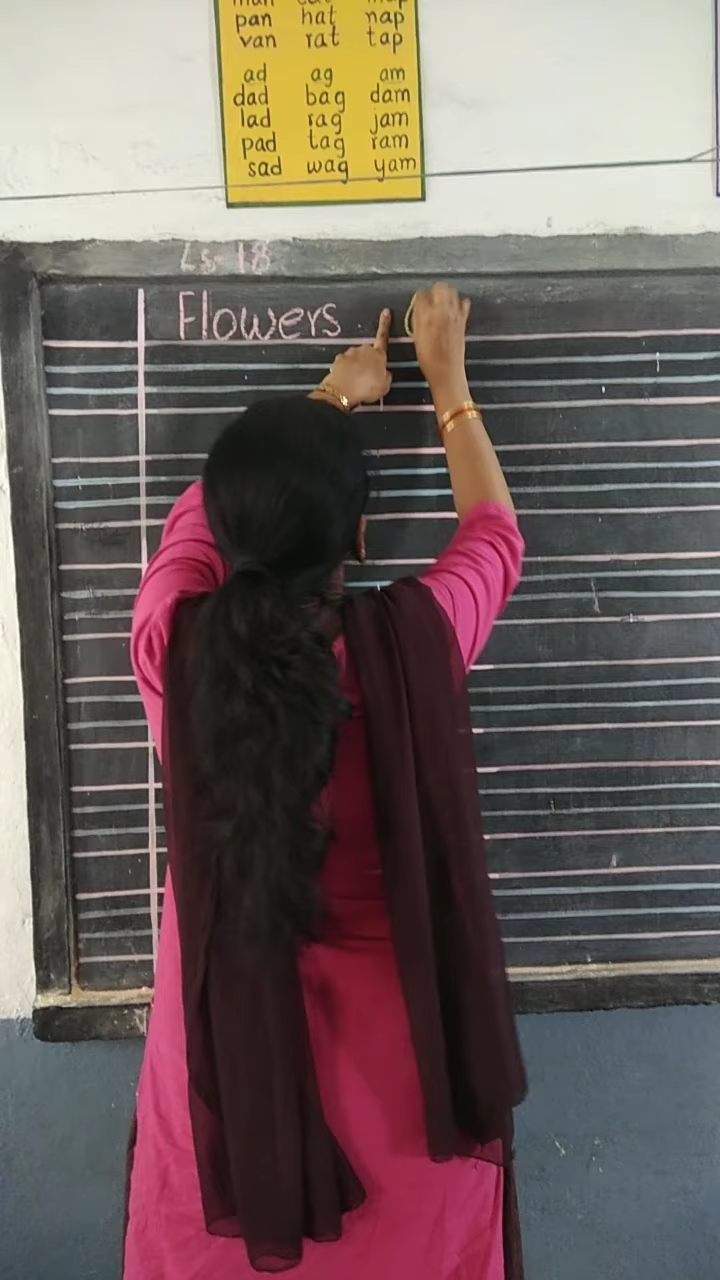 pan hat nap
van rat tap
ad ag am
dad bag dam
lad rag jam
pad tag ram
sad wag yam
Ls-18
Flowers